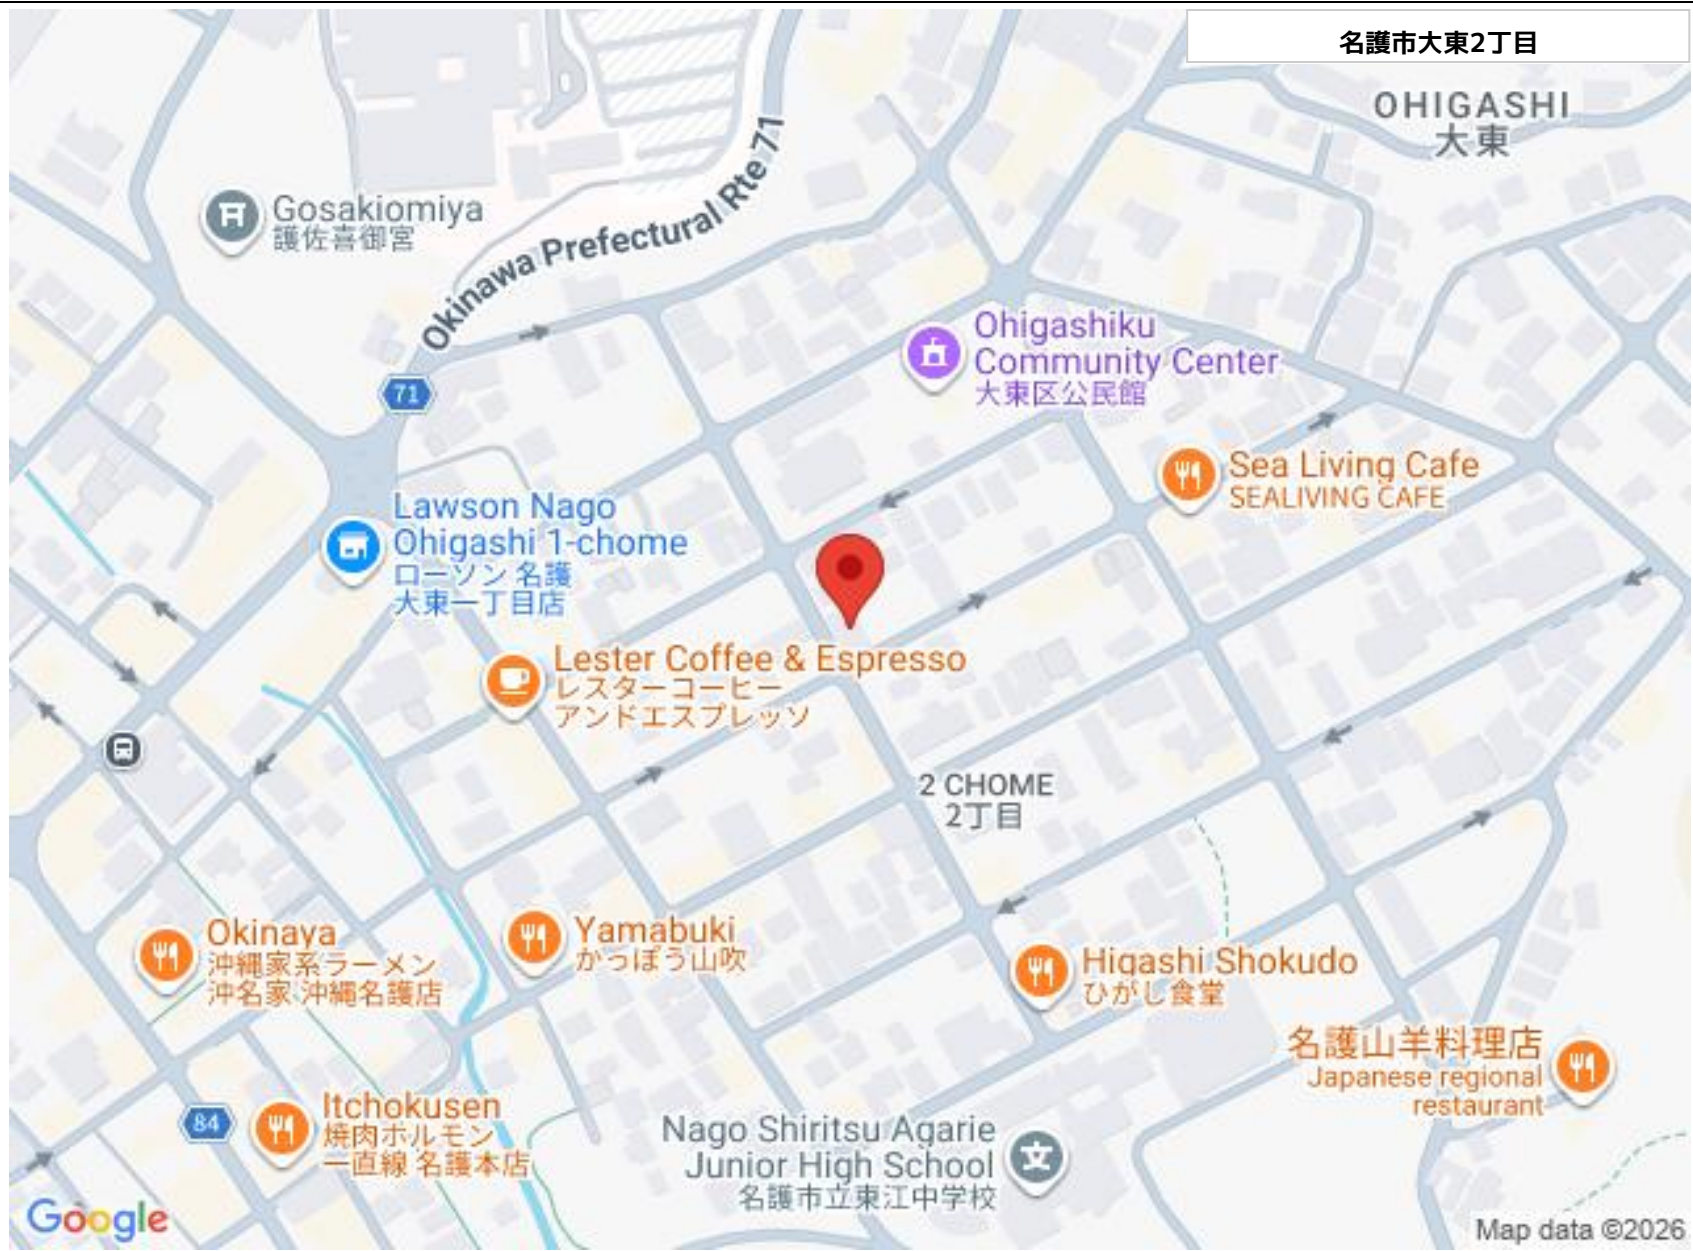 名護市大東2丁目
OHIGASHI
大東
Okinawa Prefectural Rte 71
Gosakiomiya
護佐喜御宮
71
Ohigashiku
Community Center
大東区公民館
Sea Living Cafe
SEALIVING CAFE
Lawson Nago
Ohigashi 1-chome
ローソン 名護
大東一丁目店
Lester Coffee & Espresso
レスターコーヒー
アンドエスプレッソ
2 CHOME
2丁目
Okinaya
沖縄家系ラーメン
沖名家 沖縄名護店
Yamabuki
かっぽう山吹
Higashi Shokudo
ひがし食堂
名護山羊料理店
Japanese regional
restaurant
84
Itchokusen
焼肉ホルモン
一直線 名護本店
Nago Shiritsu Agarie
Junior High School
名護市立東江中学校
文
Google
Map data ©2026